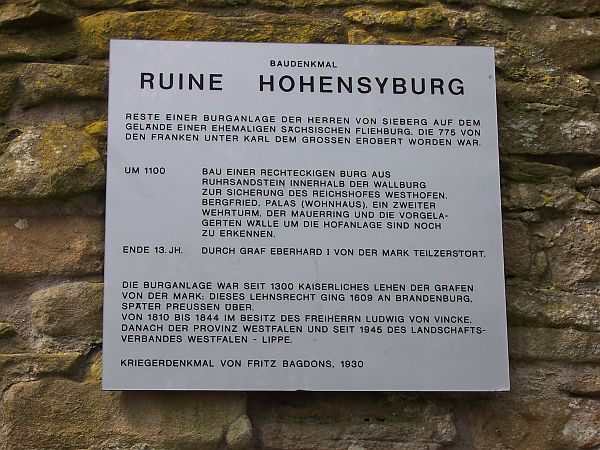 BAUDENKMAL
RUINE HOHENSYBURG
RESTE EINER BURGANLAGE DER HERREN VON SIEBERG AUF DEM
GELÄNDE EINER EHEMALIGEN SÄCHSISCHEN FLIEHBURG, DIE 775 VON
DEN FRANKEN UNTER KARL DEM GROSSEN EROBERT WORDEN WAR.
UM 1100 BAU EINER RECHTECKIGEN BURG AUS
RUHRSANDSTEIN INNERHALB DER WALLBURG
ZUR SICHERUNG DES REICHSHOFES WESTHOFEN.
BERGFRIED, PALAS (WOHNHAUS), EIN ZWEITER
WEHRTURM, DER MAUERRING UND DIE VORGELA-
GERTEN WÄLLE UM DIE HOFANLAGE SIND NOCH
ZU ERKENNEN.
ENDE 13. JH. DURCH GRAF EBERHARD I VON DER MARK TEILZERSTÖRT.
DIE BURGANLAGE WAR SEIT 1300 KAISERLICHES LEHEN DER GRAFEN
VON DER MARK; DIESES LEHNSRECHT GING 1609 AN BRANDENBURG,
SPÄTER PREUSSEN ÜBER.
VON 1810 BIS 1844 IM BESITZ DES FREIHERRN LUDWIG VON VINCKE,
DANACH DER PROVINZ WESTFALEN UND SEIT 1945 DES LANDSCHAFTS-
VERBANDES WESTFALEN - LIPPE.
KRIEGERDENKMAL VON FRITZ BAGDONS, 1930